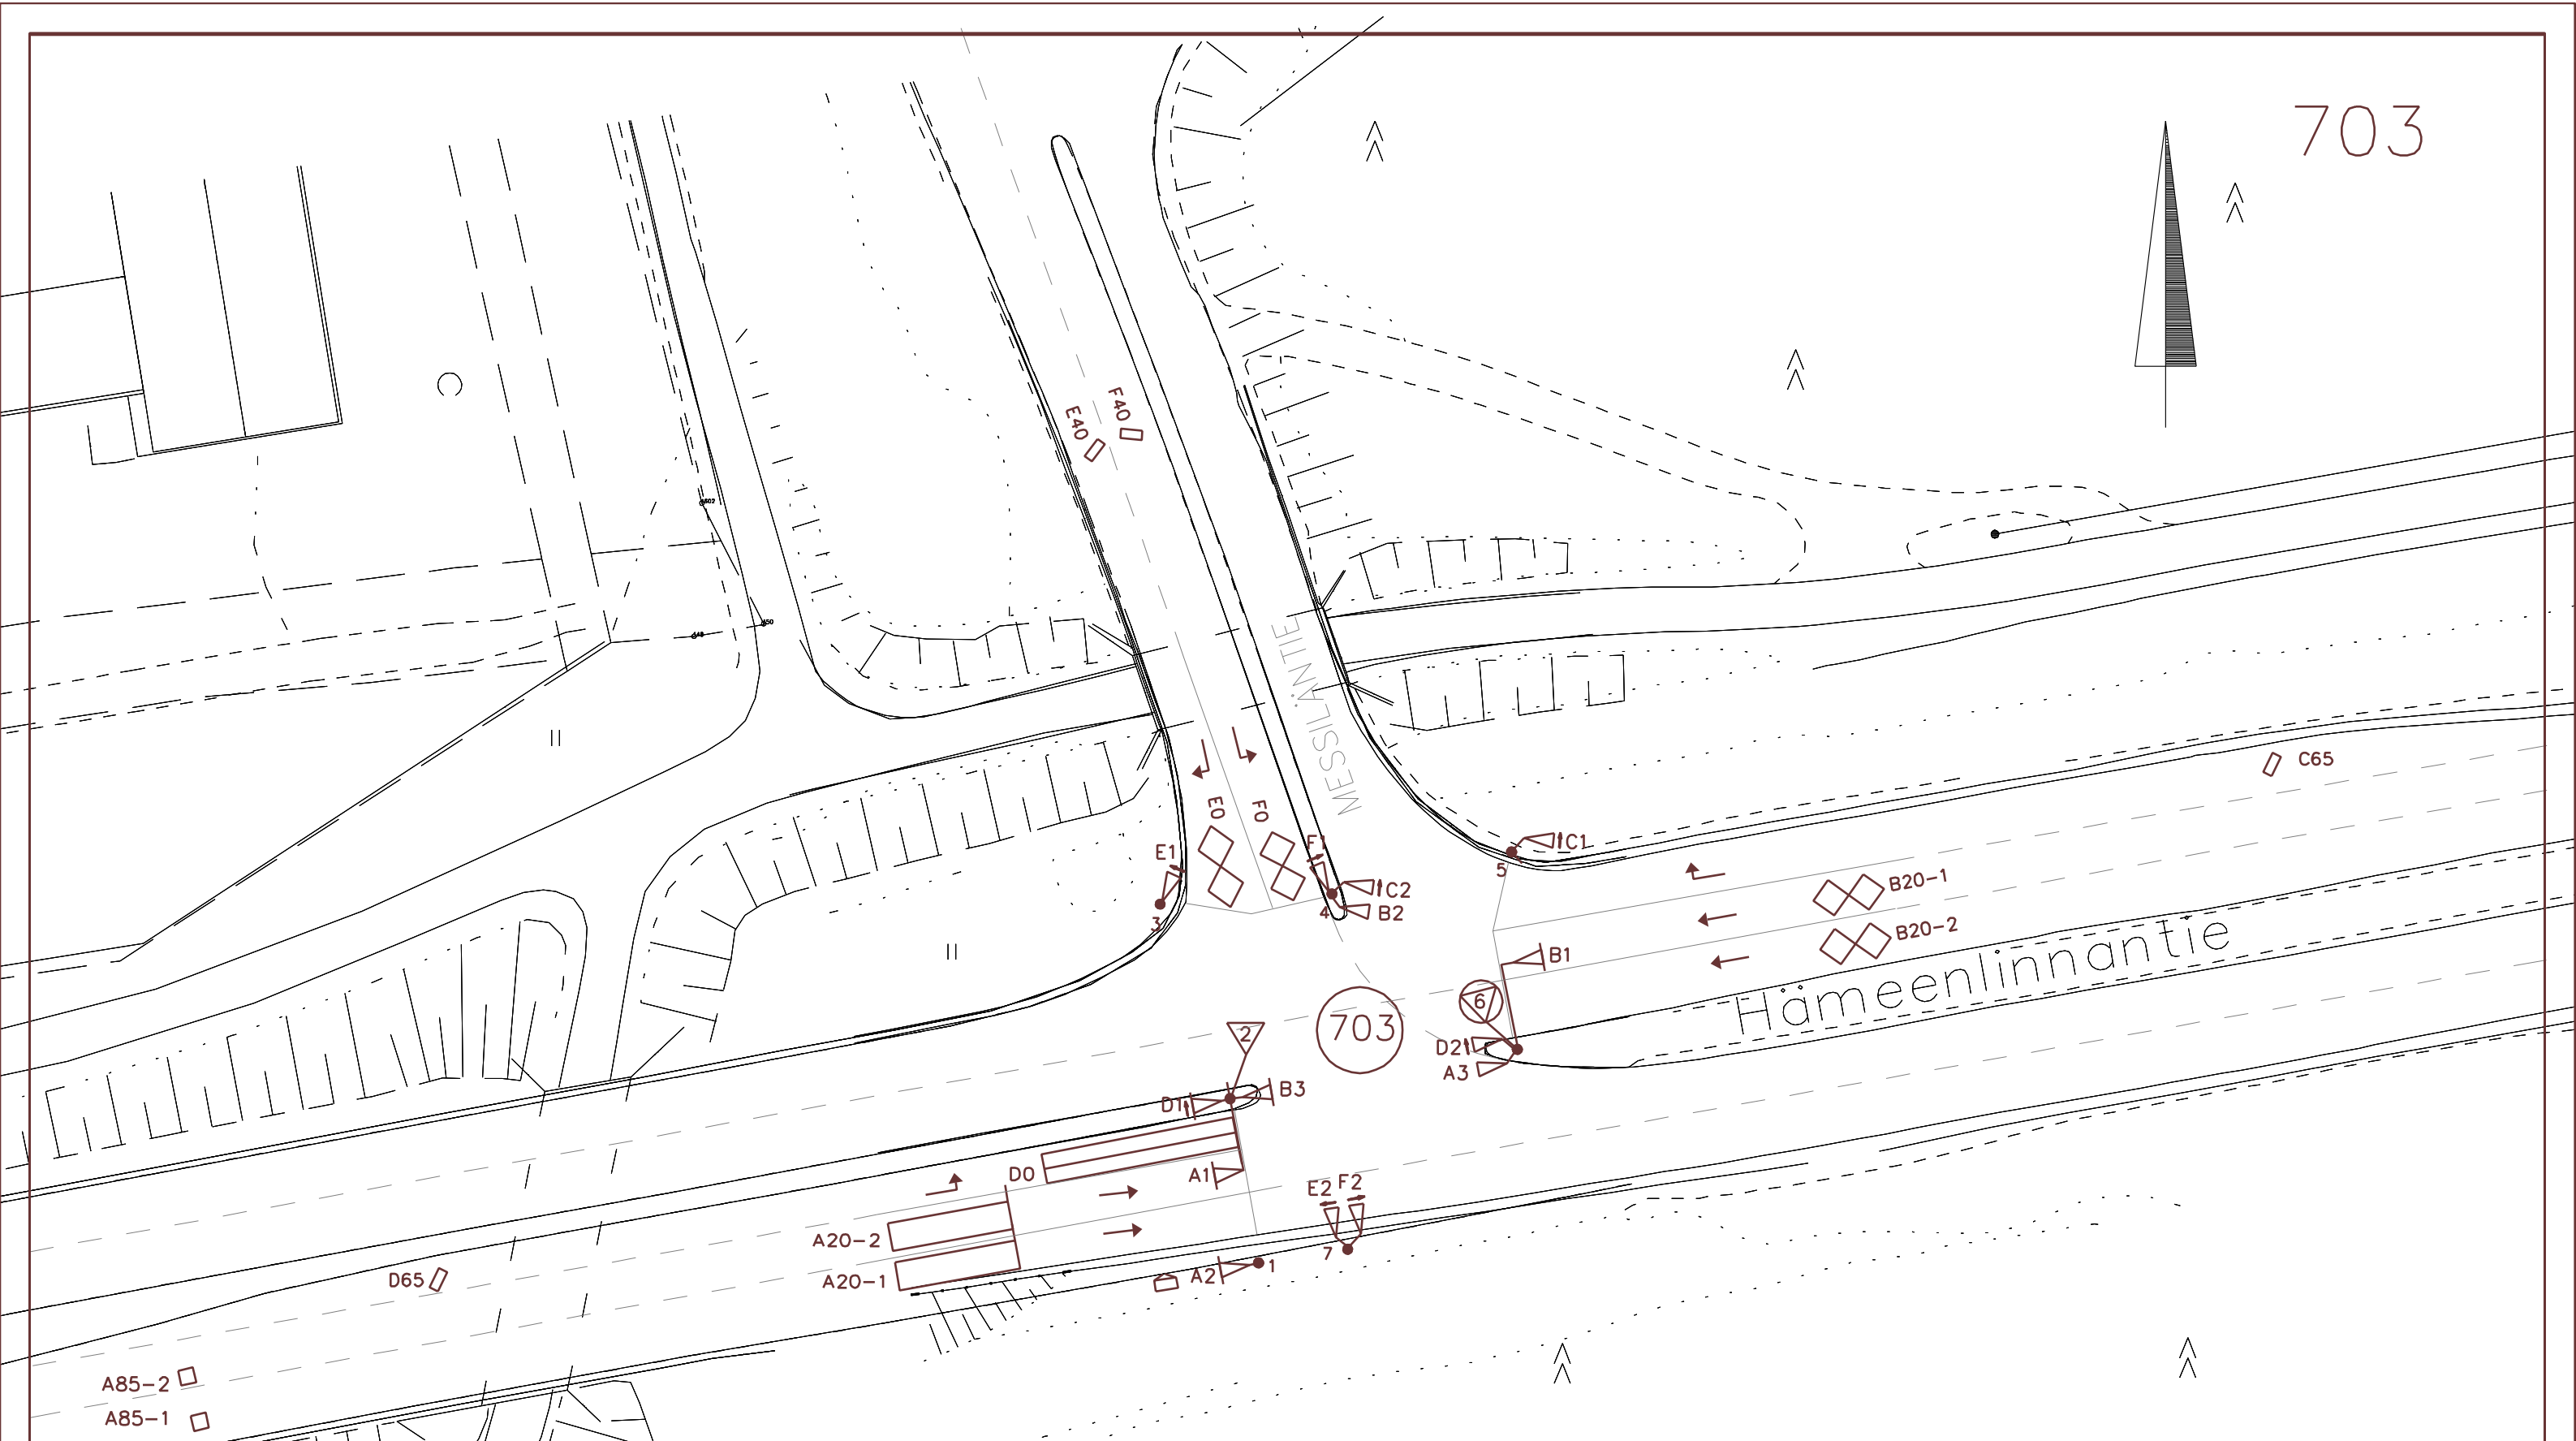 703
F40
E40
MESSILÄNTIE
C65
E0
F0
E1
F1
C1
5
C2
B2
3
4
B20-1
B20-2
Hämeenlinnantie
B1
6
703
2
D2
A3
D1
B3
D0
A1
E2
F2
A20-2
A20-1
7
A2
1
D65
A85-2
A85-1